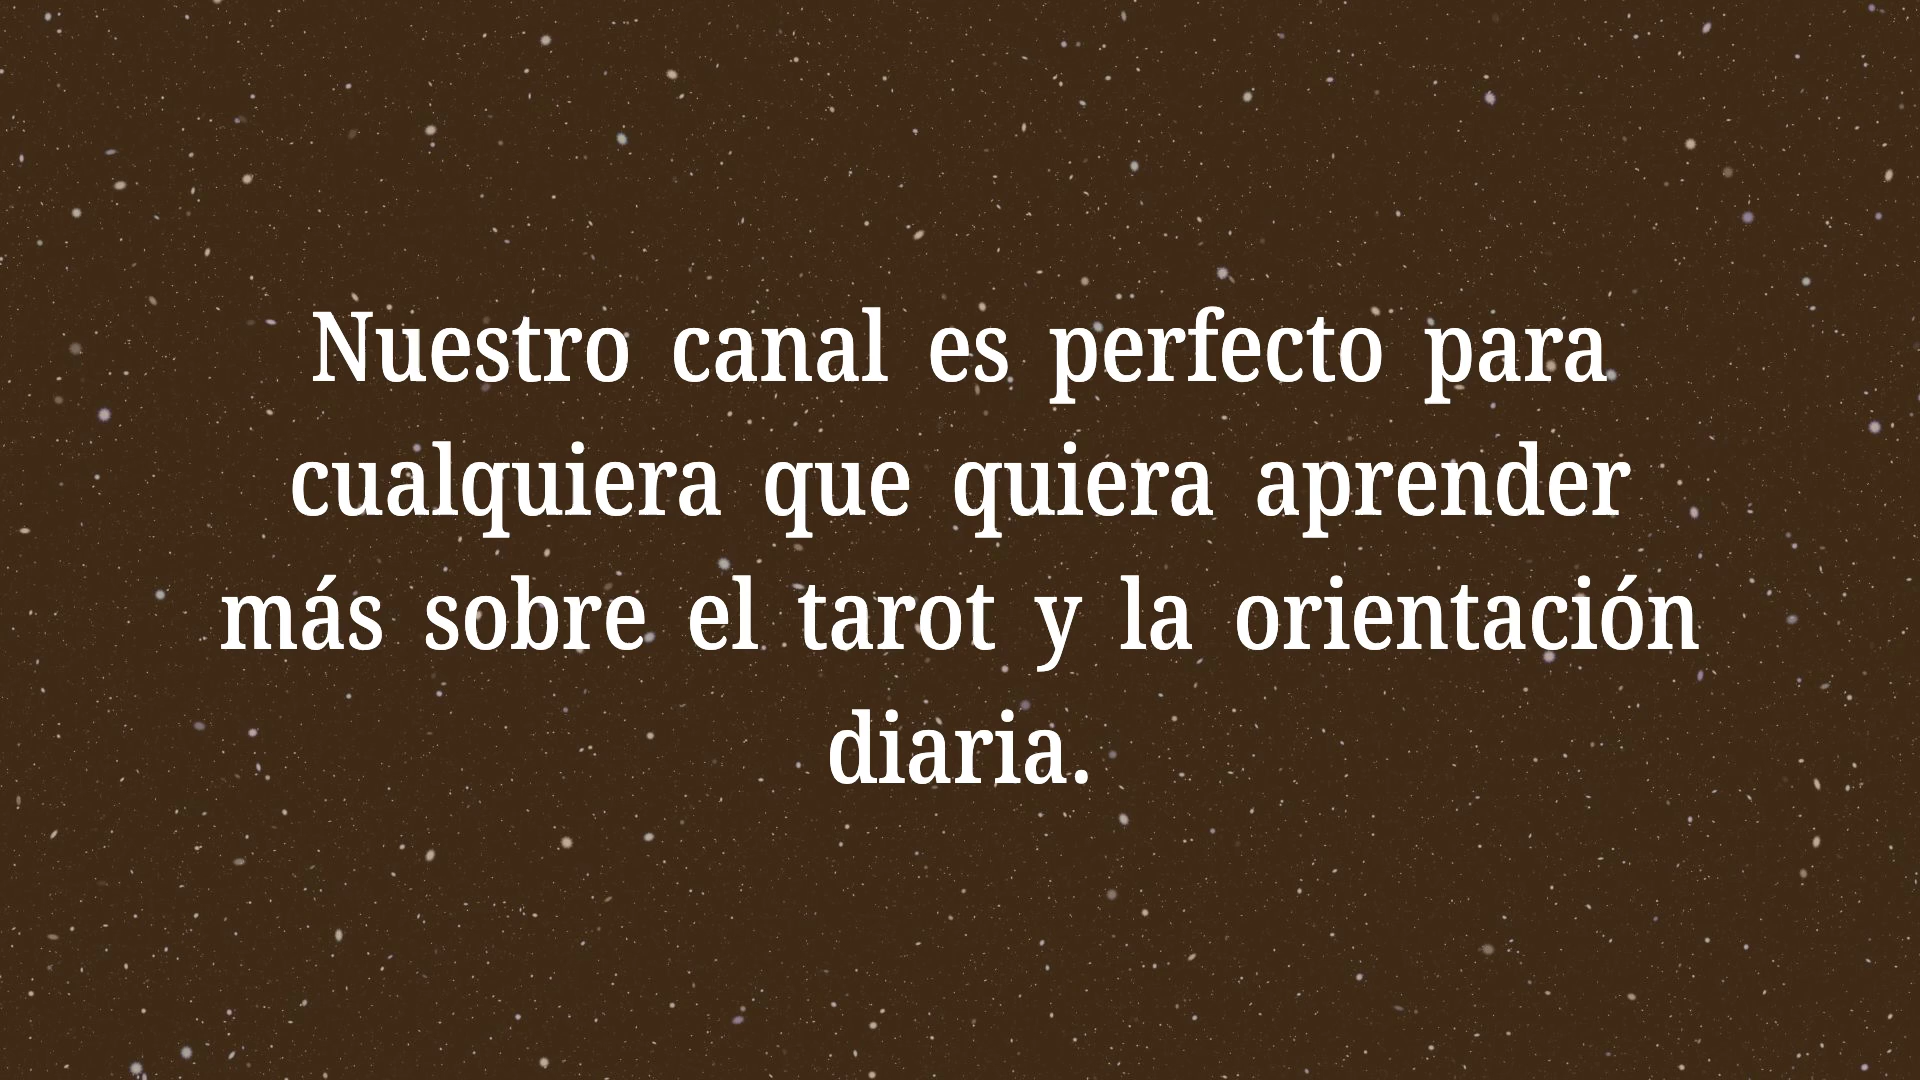 Nuestro canal es perfecto para
cualquiera que quiera aprender
más sobre el tarot y la orientación
diaria.